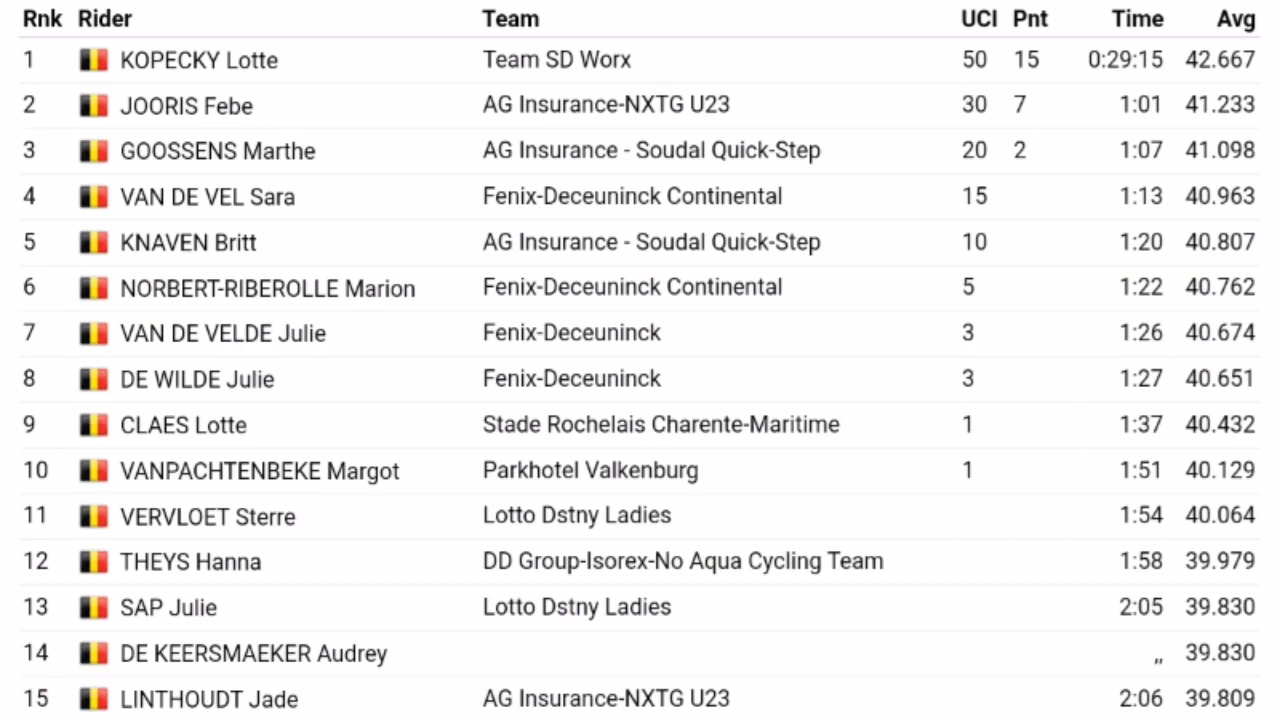 Rnk Rider Team UCI Pnt Time Avg
1 KOPECKY Lotte Team SD Worx 50 15 0:29:15 42.667
2 JOORIS Febe AG Insurance-NXTG U23 30 7 1:01 41.233
3 GOOSSENS Marthe AG Insurance - Soudal Quick-Step 20 2 1:07 41.098
4 VAN DE VEL Sara Fenix-Deceuninck Continental 15 1:13 40.963
5 KNAVEN Britt AG Insurance - Soudal Quick-Step 10 1:20 40.807
6 NORBERT-RIBEROLLE Marion Fenix-Deceuninck Continental 5 1:22 40.762
7 VAN DE VELDE Julie Fenix-Deceuninck 3 1:26 40.674
8 DE WILDE Julie Fenix-Deceuninck 3 1:27 40.651
9 CLAES Lotte Stade Rochelais Charente-Maritime 1 1:37 40.432
10 VANPACHTENBEKE Margot Parkhotel Valkenburg 1 1:51 40.129
11 VERVLOET Sterre Lotto Dstny Ladies 1:54 40.064
12 THEYS Hanna DD Group-Isorex-No Aqua Cycling Team 1:58 39.979
13 SAP Julie Lotto Dstny Ladies 2:05 39.830
14 DE KEERSMAEKER Audrey ,, 39.830
15 LINTHOUDT Jade AG Insurance-NXTG U23 2:06 39.809